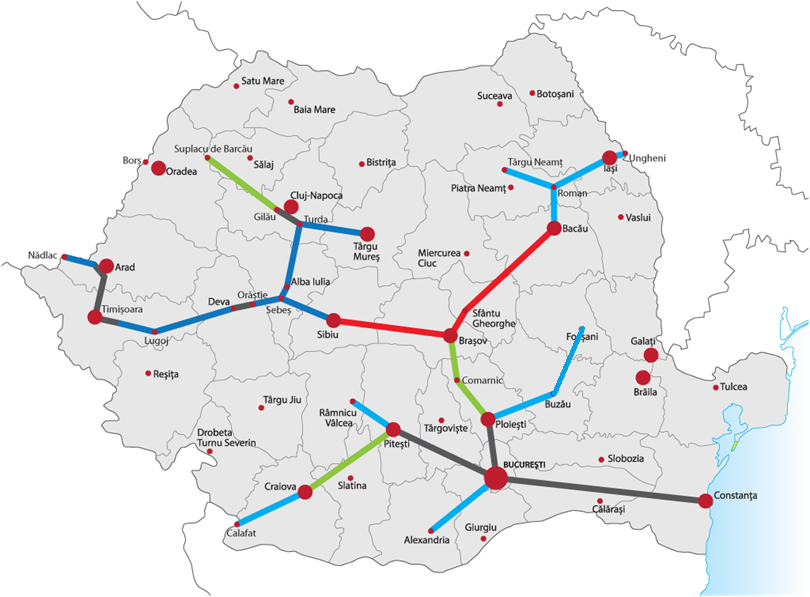 Satu Mare
Baia Mare
Suceava
Botoșani
Suplacu de Barcău
Borș
Oradea
Sălaj
Bistrița
Târgu Neamț
Iași
Ungheni
Piatra Neamț
Roman
Cluj-Napoca
Gilău
Turda
Vaslui
Târgu
Mureș
Bacău
Nădlac
Arad
Miercurea
Ciuc
Alba Iulia
Orăștie
Deva
Sebeș
Timișoara
Lugoj
Sibiu
Sfântu
Gheorghe
Brașov
Focșani
Galați
Reșița
Comarnic
Brăila
Tulcea
Târgu Jiu
Râmnicu
Vâlcea
Buzău
Târgoviște
Ploiești
Drobeta
Turnu Severin
Pitești
BUCUREȘTI
Slobozia
Craiova
Slatina
Constanța
Călărași
Calafat
Alexandria
Giurgiu